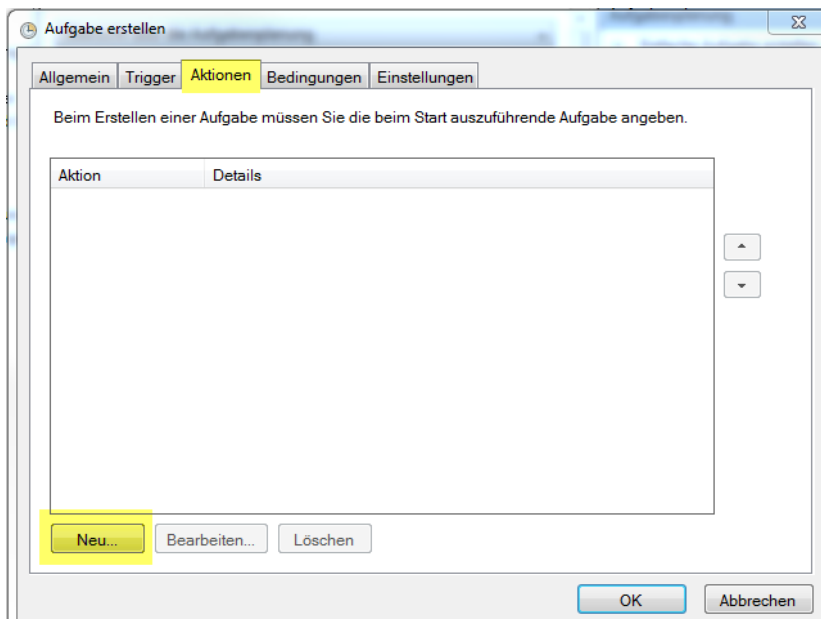 Aufgabe erstellen
Allgemein Trigger Aktionen Bedingungen Einstellungen
Beim Erstellen einer Aufgabe müssen Sie die beim Start auszuführende Aufgabe angeben.
Aktion Details
Neu... Bearbeiten... Löschen
OK Abbrechen